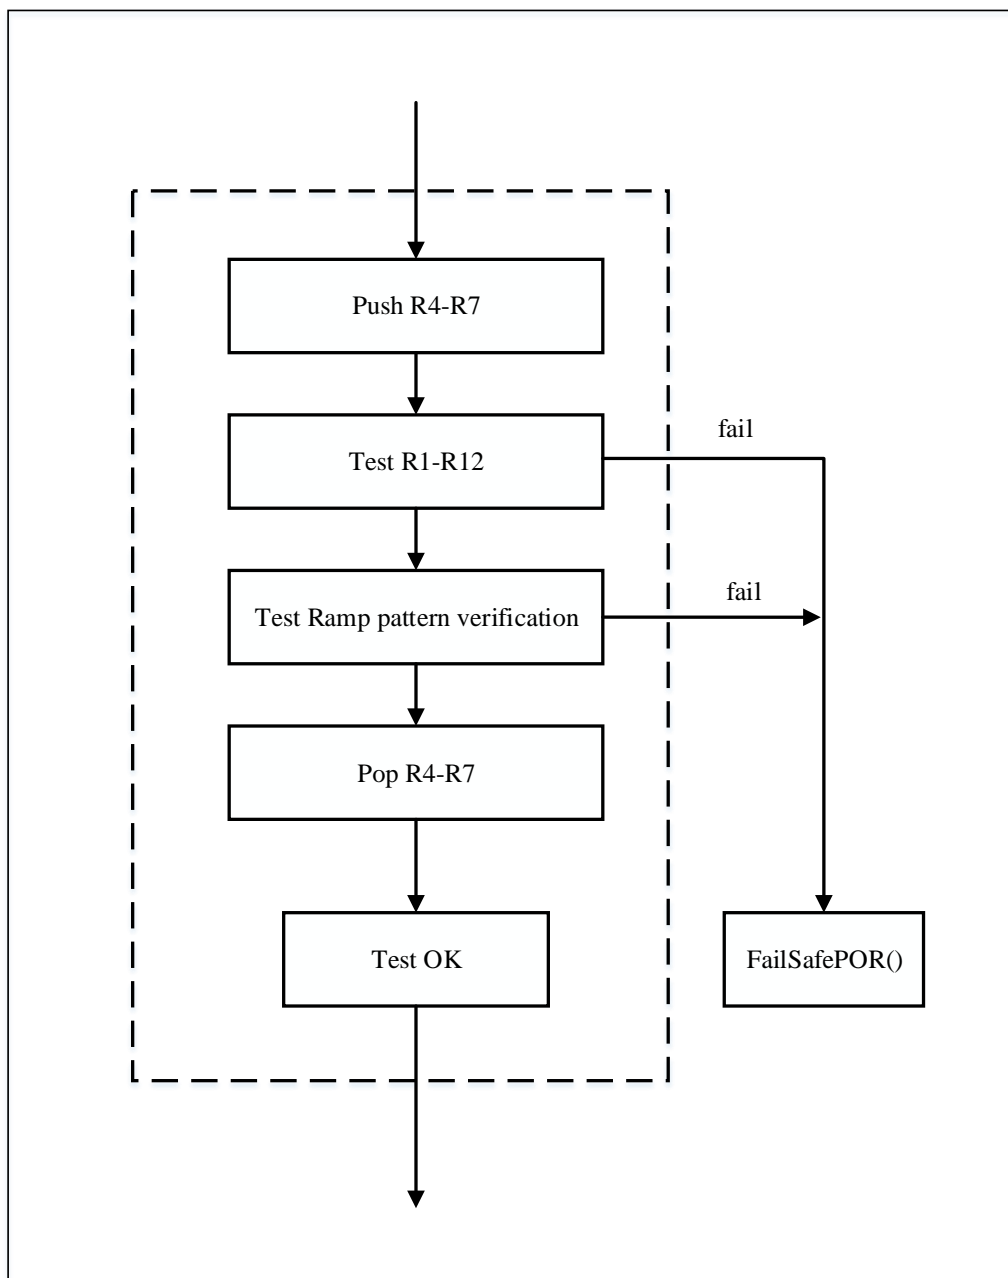 Push R4-R7
Test R1-R12
fail
Test Ramp pattern verification
fail
Pop R4-R7
Test OK
FailSafePOR()